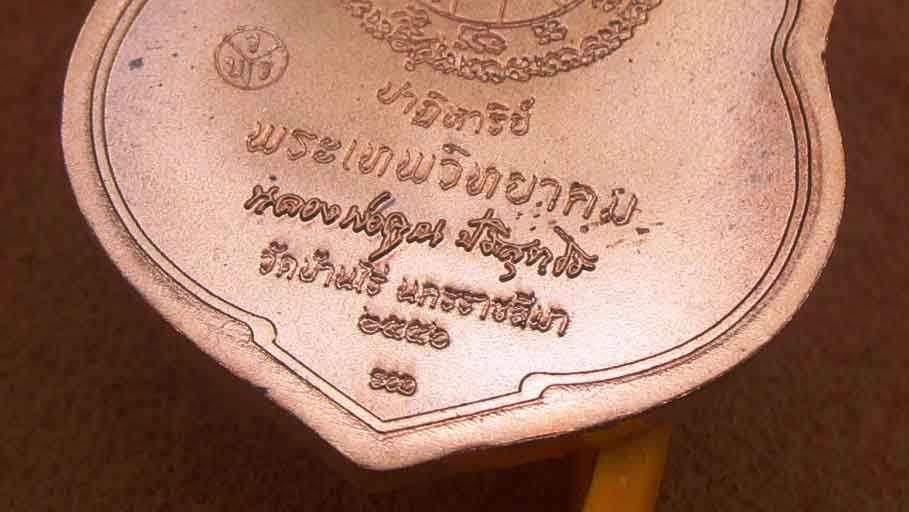 ปาฏิหาริย์
พระเทพวิทยาคม
หลวงพ่อคูณ ปริสุทฺโธ
วัดบ้านไร่ นครราชสีมา
๒๕๕๖